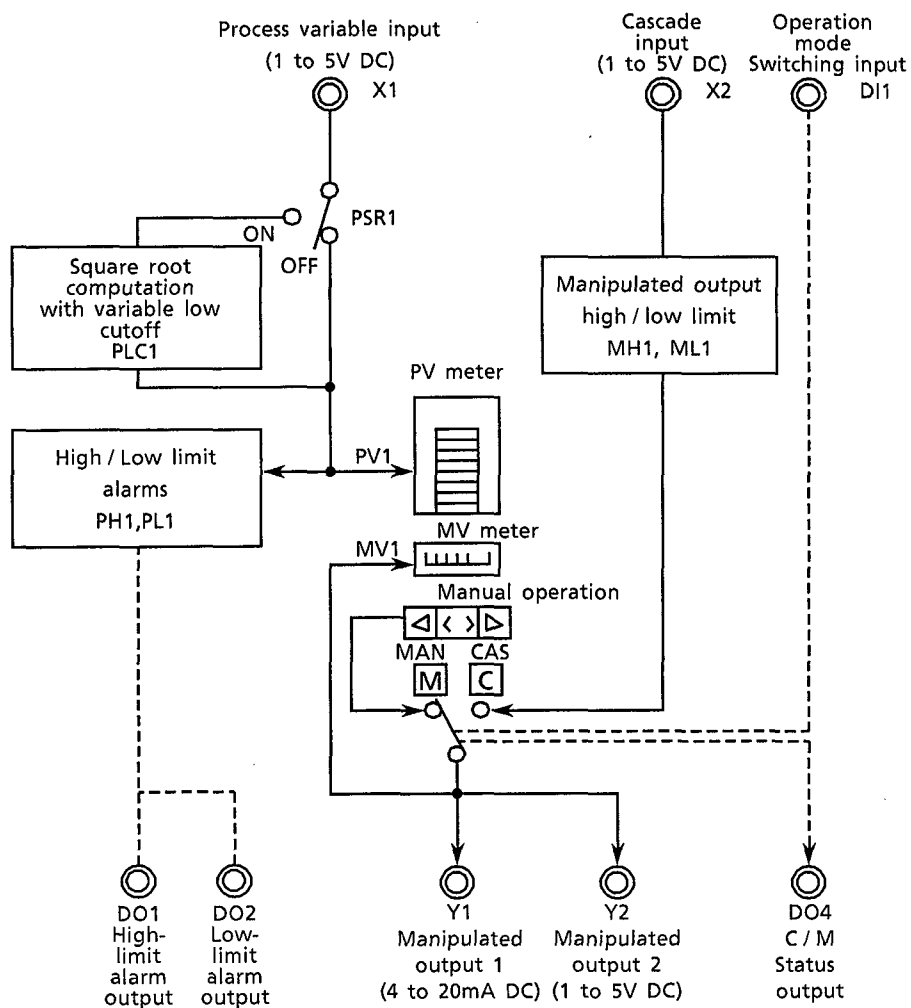 Process variable input
(1 to 5V DC)
X1
Cascade
input
(1 to 5V DC)
X2
Operation
mode
Switching input
DI1
PSR1
ON
OFF
Square root
computation
with variable low
cutoff
PLC1
Manipulated output
high / low limit
MH1, ML1
PV meter
High / Low limit
alarms
PH1,PL1
PV1
MV meter
MV1
Manual operation
MAN CAS
M C
DO1
High-
limit
alarm
output
DO2
Low-
limit
alarm
output
Y1
Manipulated
output 1
(4 to 20mA DC)
Y2
Manipulated
output 2
(1 to 5V DC)
DO4
C / M
Status
output